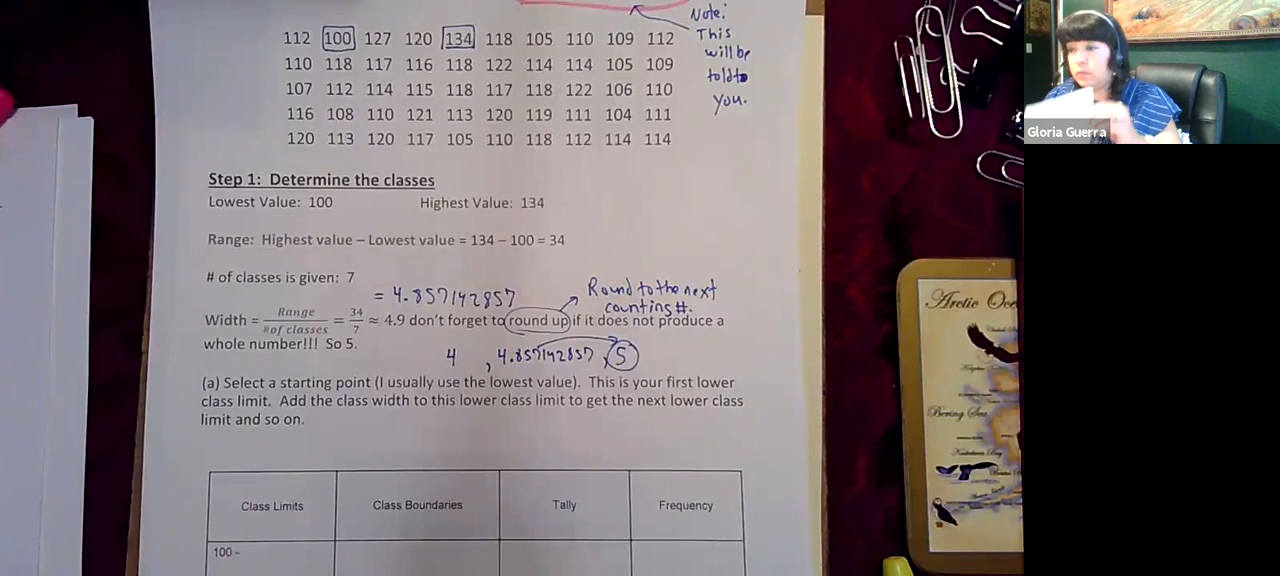 Note:
This
will be
told to
you.
112 100 127 120 134 118 105 110 109 112
110 118 117 116 118 122 114 114 105 109
107 112 114 115 118 117 118 122 106 110
116 108 110 121 113 120 119 111 104 111
120 113 120 117 105 110 118 112 114 114
Step 1: Determine the classes
Lowest Value: 100 Highest Value: 134
Range: Highest value – Lowest value = 134 – 100 = 34
# of classes is given: 7
= 4.857142857
Round to the next
counting #.
Width = Range / #of classes = 34/7 ≈ 4.9 don't forget to round up if it does not produce a
whole number!!! So 5.
4 , 4.857142857 , 5
(a) Select a starting point (I usually use the lowest value). This is your first lower
class limit. Add the class width to this lower class limit to get the next lower class
limit and so on.
Class Limits Class Boundaries Tally Frequency
100 –
Gloria Guerra
Arctic Oce
Bering Sea